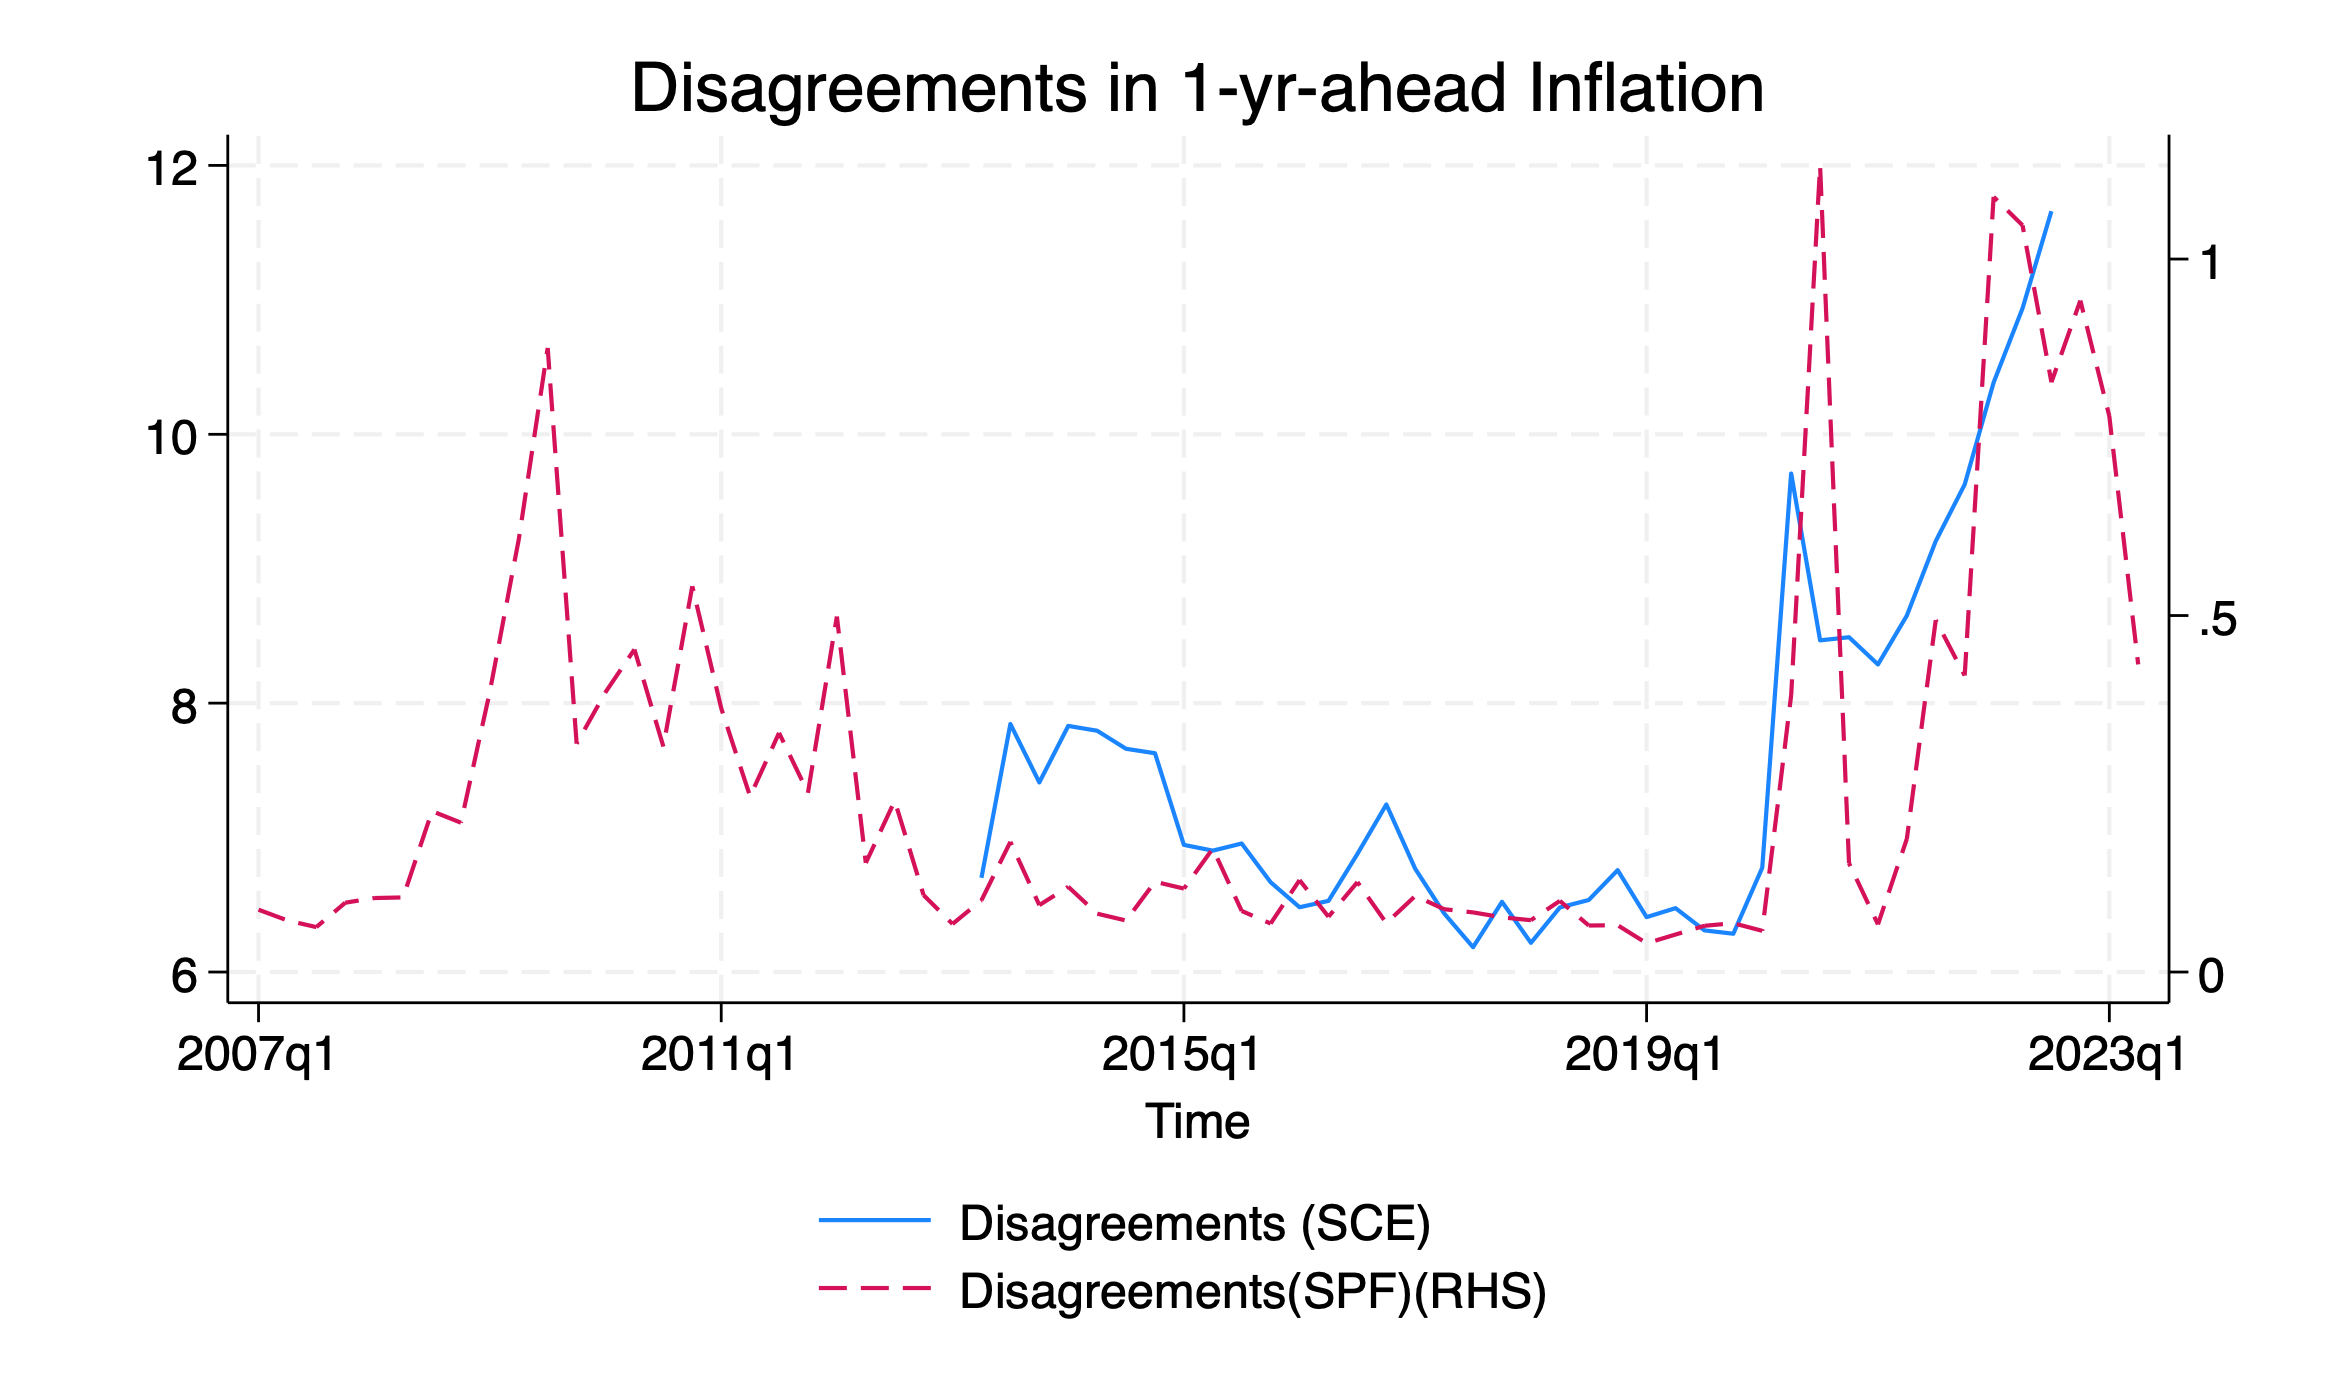 Disagreements in 1-yr-ahead Inflation
12
10
8
6
1
.5
0
2007q1 2011q1 2015q1 2019q1 2023q1
Time
Disagreements (SCE)
Disagreements(SPF)(RHS)